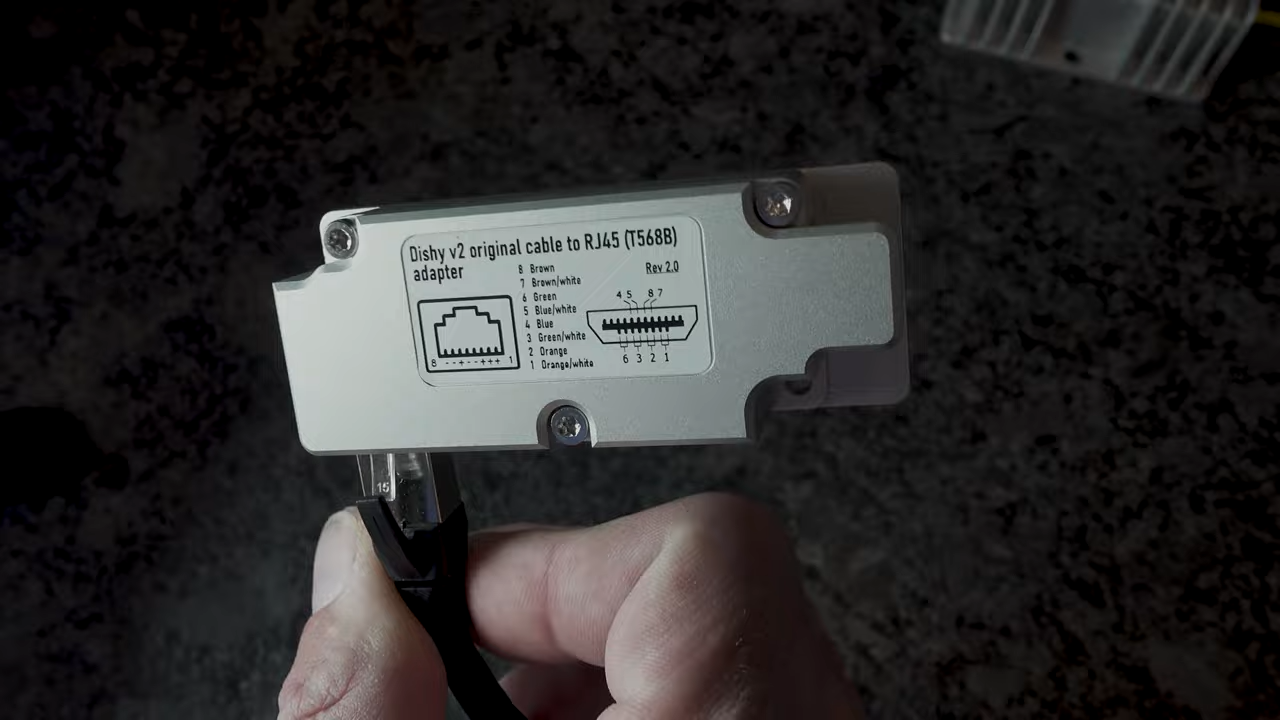 Dishy v2 original cable to RJ45 (T568B)
adapter
Rev 2.0
8 Brown
7 Brown/white
6 Green
5 Blue/white
4 Blue
3 Green/white
2 Orange
1 Orange/white
8 --+--+++ 1
4 5 8 7
6 3 2 1
15